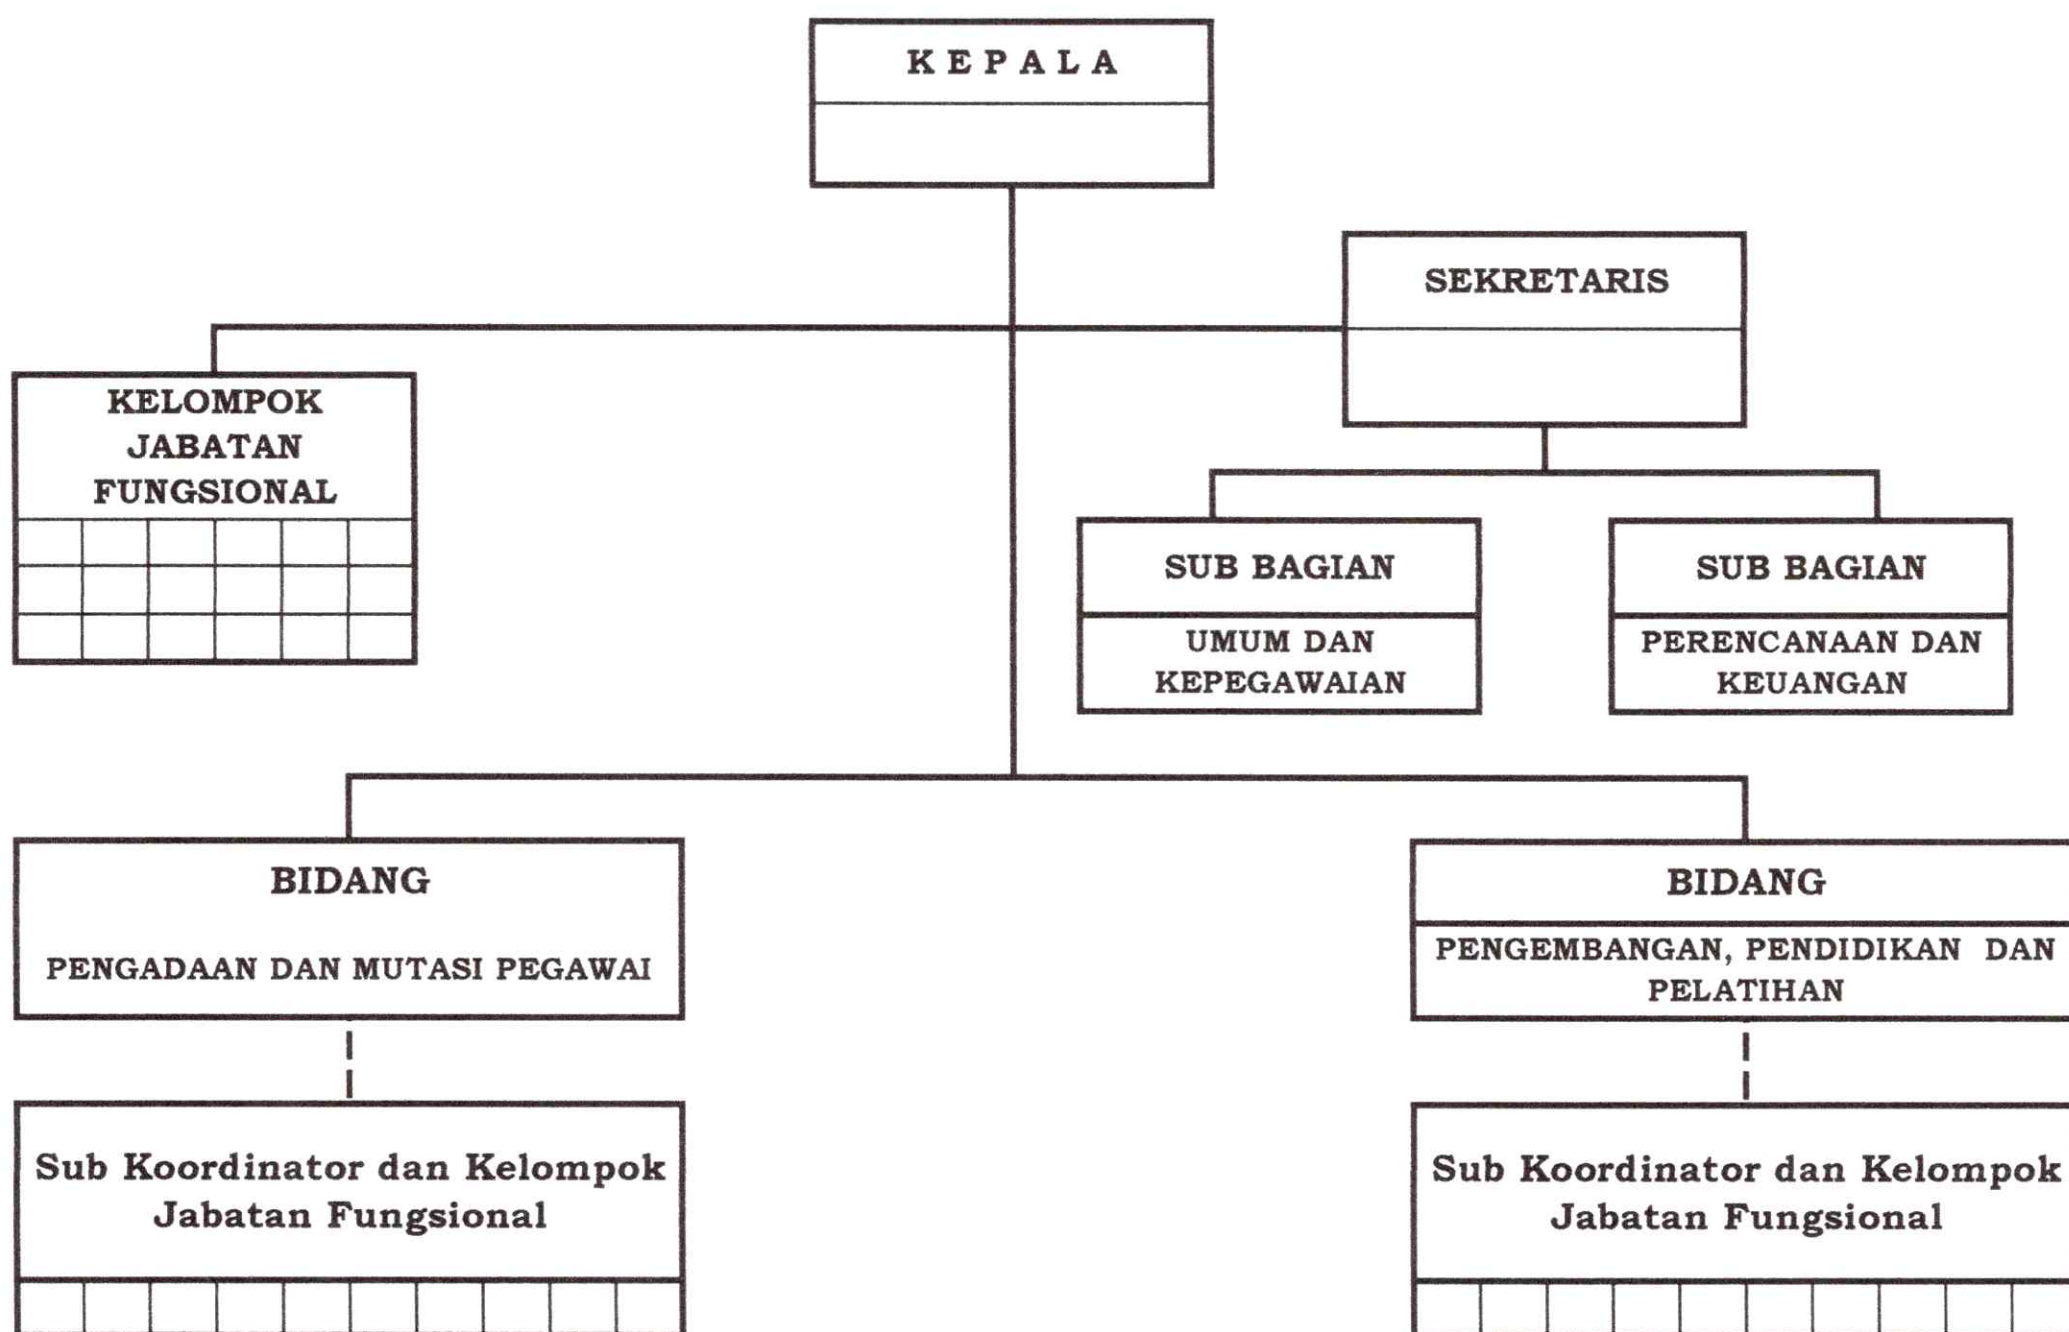 K E P A L A
SEKRETARIS
KELOMPOK
JABATAN
FUNGSIONAL
SUB BAGIAN
UMUM DAN
KEPEGAWAIAN
SUB BAGIAN
PERENCANAAN DAN
KEUANGAN
BIDANG
PENGADAAN DAN MUTASI PEGAWAI
BIDANG
PENGEMBANGAN, PENDIDIKAN DAN
PELATIHAN
Sub Koordinator dan Kelompok
Jabatan Fungsional
Sub Koordinator dan Kelompok
Jabatan Fungsional